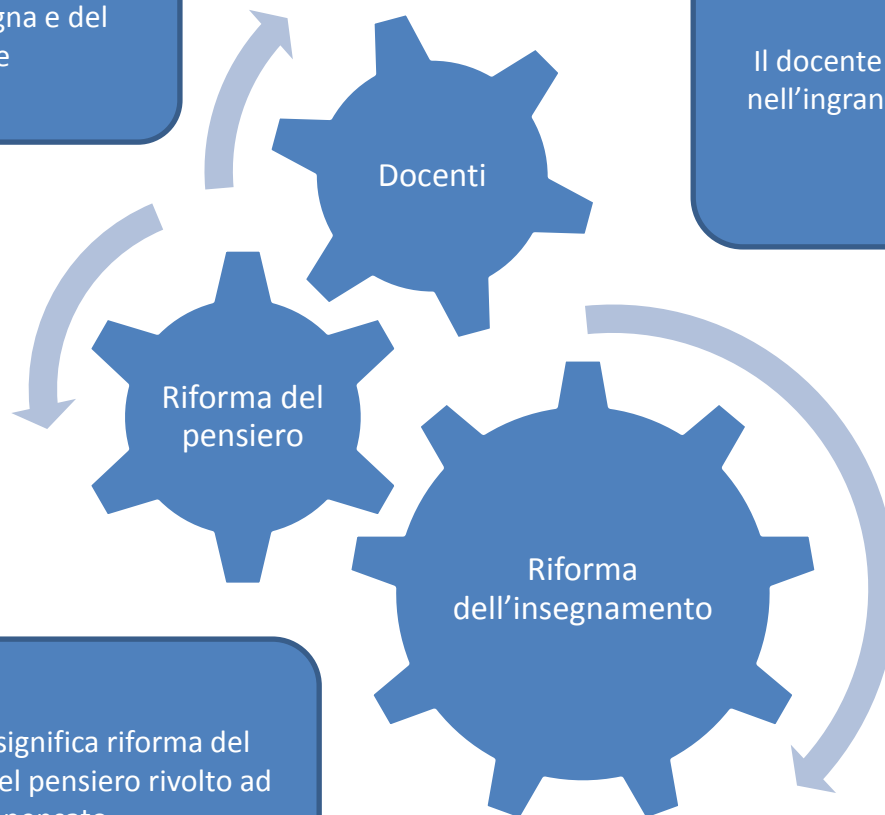 gna e del
e
Il docente
nell'ingran
Docenti
Riforma del
pensiero
Riforma
dell'insegnamento
significa riforma del
el pensiero rivolto ad